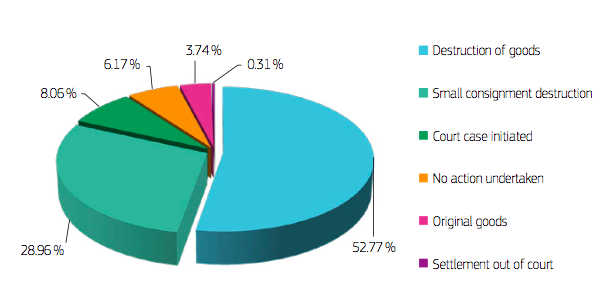 3.74 %
6.17 %
0.31 %
8.06 %
28.96 %
52.77 %
Destruction of goods
Small consignment destruction
Court case initiated
No action undertaken
Original goods
Settlement out of court